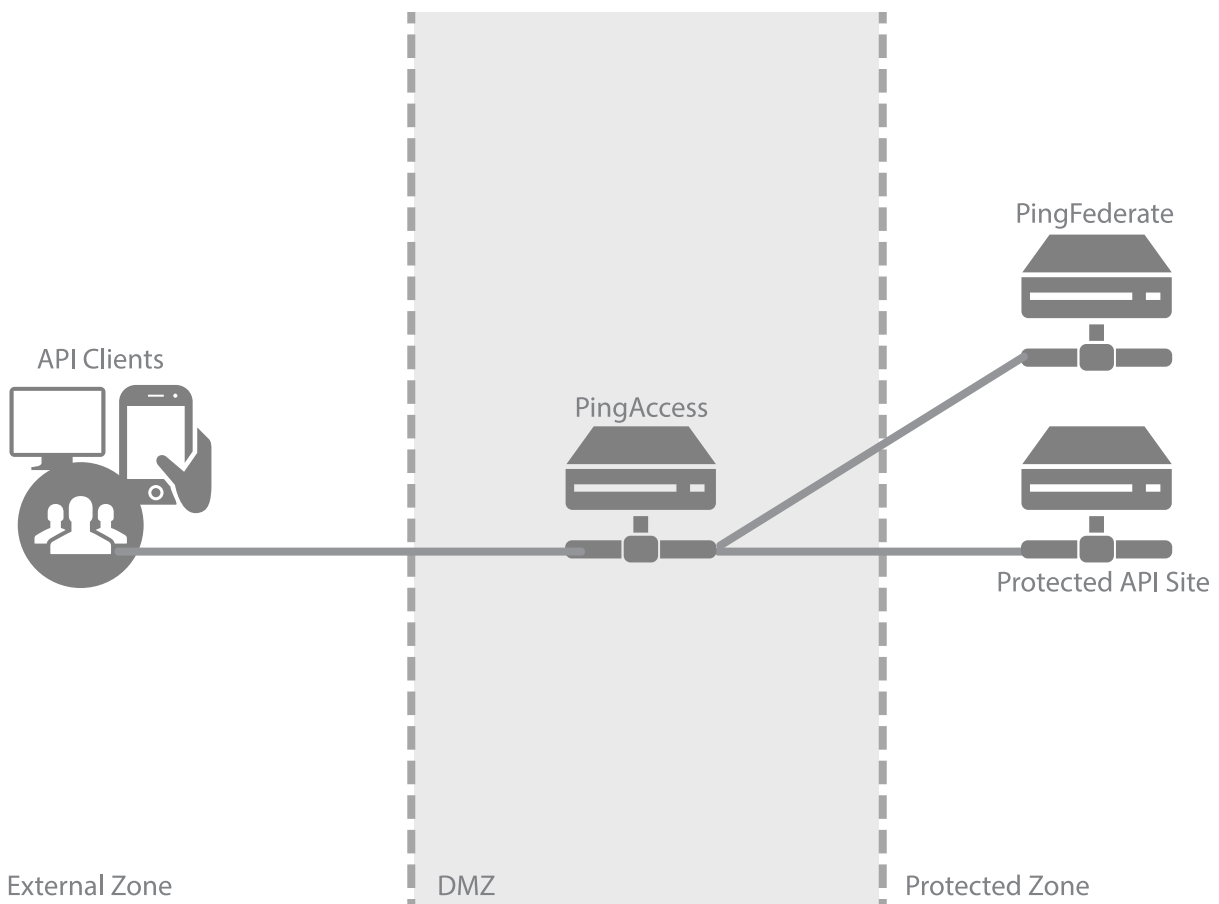 PingFederate
API Clients
PingAccess
Protected API Site
External Zone
DMZ
Protected Zone